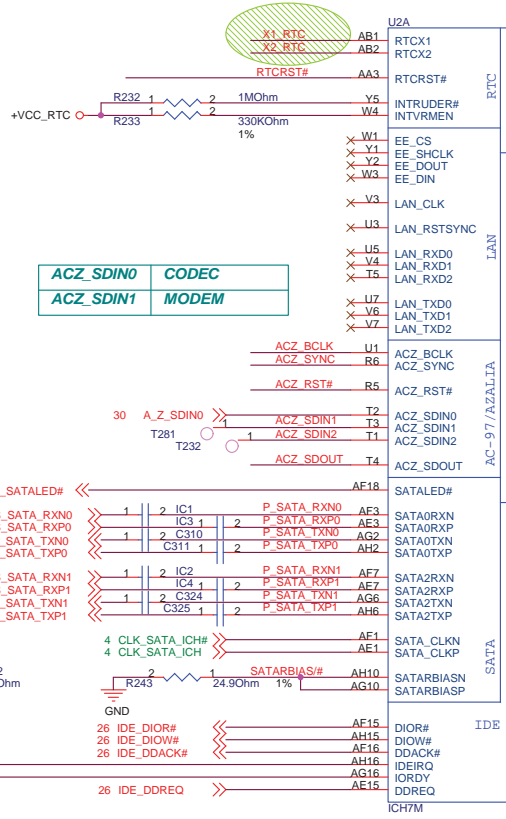 U2A
X1_RTC AB1 RTCX1
X2_RTC AB2 RTCX2
RTCRST# AA3 RTCRST#
RTC
R232 1 2 1MOhm Y5 INTRUDER#
+VCC_RTC
R233 1 2 330KOhm W4 INTVRMEN
1%
W1 EE_CS
Y1 EE_SHCLK
Y2 EE_DOUT
W3 EE_DIN
V3 LAN_CLK
U3 LAN_RSTSYNC
LAN
U5 LAN_RXD0
V4 LAN_RXD1
T5 LAN_RXD2
ACZ_SDIN0 CODEC
ACZ_SDIN1 MODEM
U7 LAN_TXD0
V6 LAN_TXD1
V7 LAN_TXD2
ACZ_BCLK U1 ACZ_BCLK
ACZ_SYNC R6 ACZ_SYNC
ACZ_RST# R5 ACZ_RST#
AC-97/AZALIA
30 A_Z_SDIN0 T2 ACZ_SDIN0
T281 1 ACZ_SDIN1 T3 ACZ_SDIN1
T232 1 ACZ_SDIN2 T1 ACZ_SDIN2
ACZ_SDOUT T4 ACZ_SDOUT
_SATALED# AF18 SATALED#
_SATA_RXN0 1 2 IC1 P_SATA_RXN0 AF3 SATA0RXN
_SATA_RXP0 IC3 1 2 P_SATA_RXP0 AE3 SATA0RXP
_SATA_TXN0 1 2 C310 P_SATA_TXN0 AG2 SATA0TXN
_SATA_TXP0 C311 1 2 P_SATA_TXP0 AH2 SATA0TXP
_SATA_RXN1 1 2 IC2 P_SATA_RXN1 AF7 SATA2RXN
_SATA_RXP1 IC4 1 2 P_SATA_RXP1 AE7 SATA2RXP
_SATA_TXN1 1 2 C324 P_SATA_TXN1 AG6 SATA2TXN
_SATA_TXP1 C325 1 2 P_SATA_TXP1 AH6 SATA2TXP
4 CLK_SATA_ICH# AF1 SATA_CLKN
4 CLK_SATA_ICH AE1 SATA_CLKP
SATA
2 1 SATARBIAS/# AH10 SATARBIASN
R243 24.9Ohm 1% AG10 SATARBIASP
GND
26 IDE_DIOR# AF15 DIOR#
IDE
26 IDE_DIOW# AH15 DIOW#
26 IDE_DDACK# AF16 DDACK#
AH16 IDEIRQ
AG16 IORDY
26 IDE_DDREQ AE15 DDREQ
ICH7M